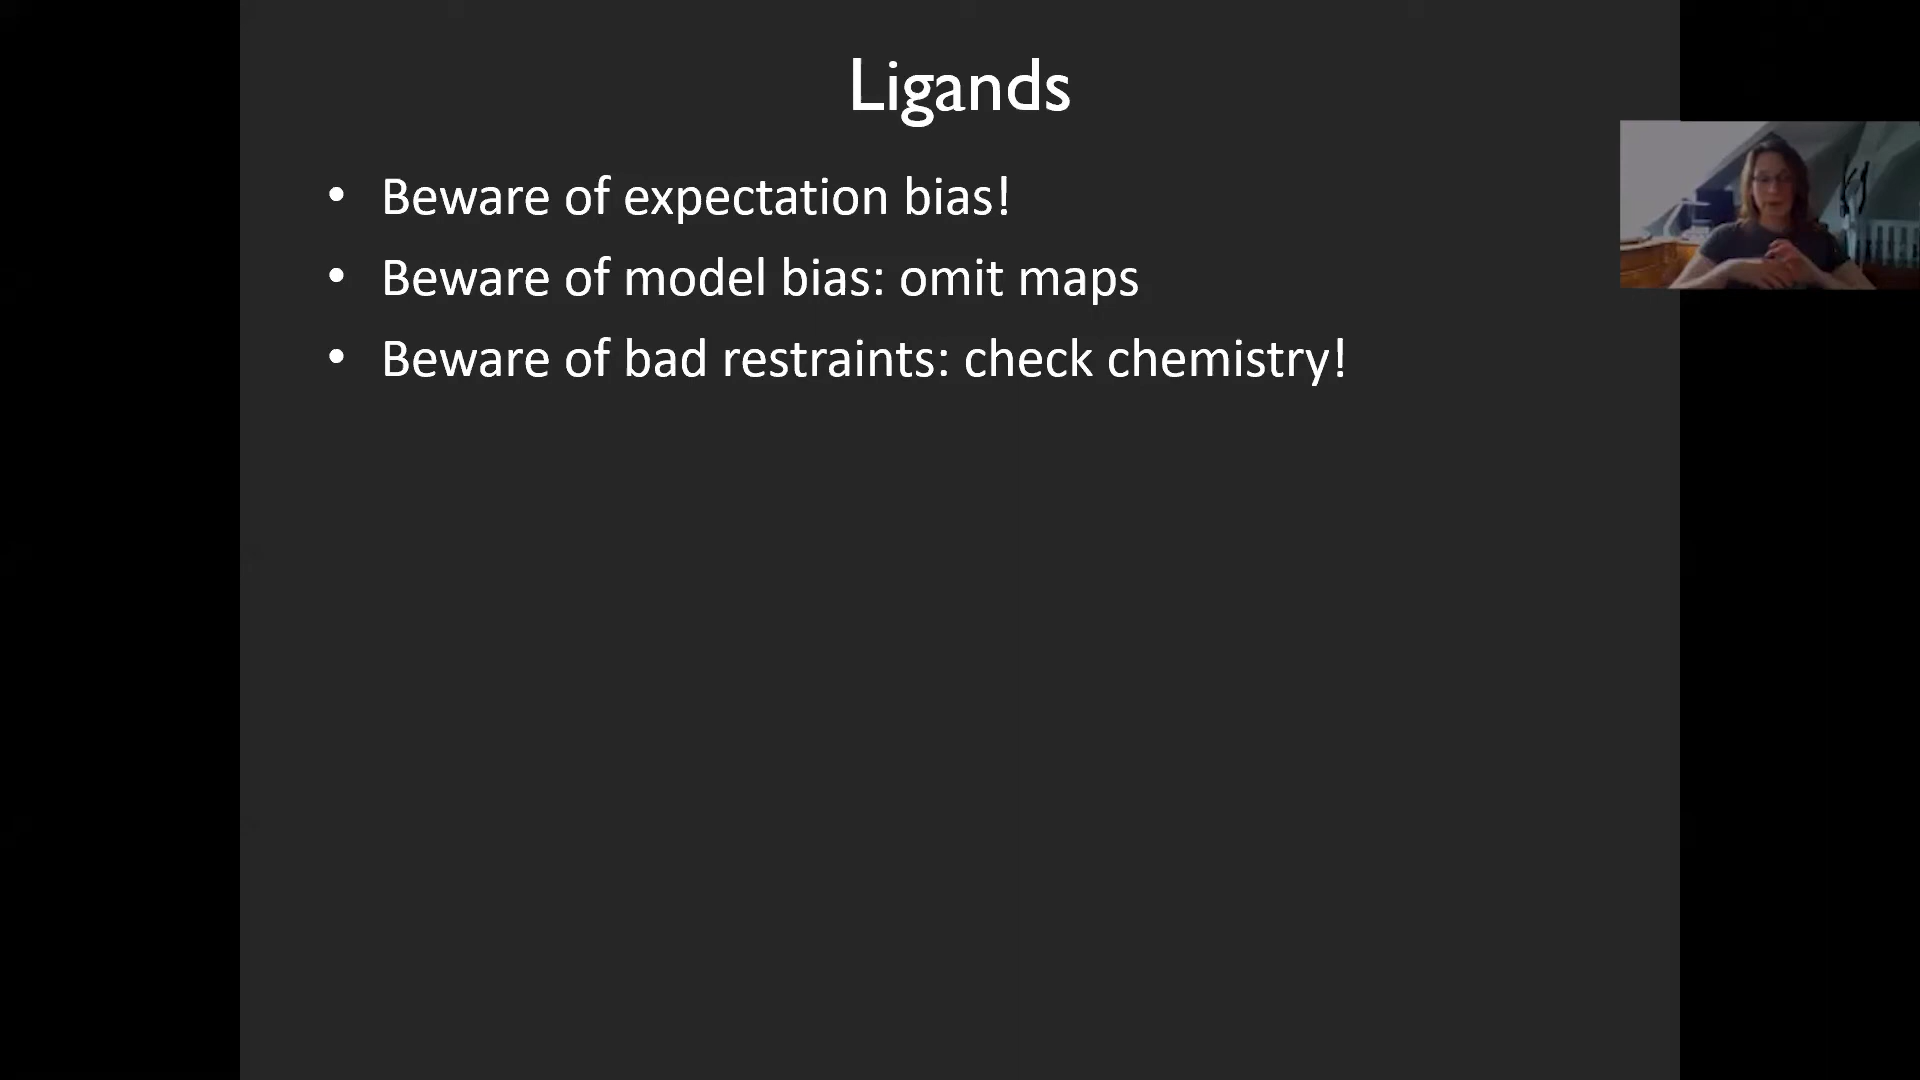 Ligands
• Beware of expectation bias!
• Beware of model bias: omit maps
• Beware of bad restraints: check chemistry!